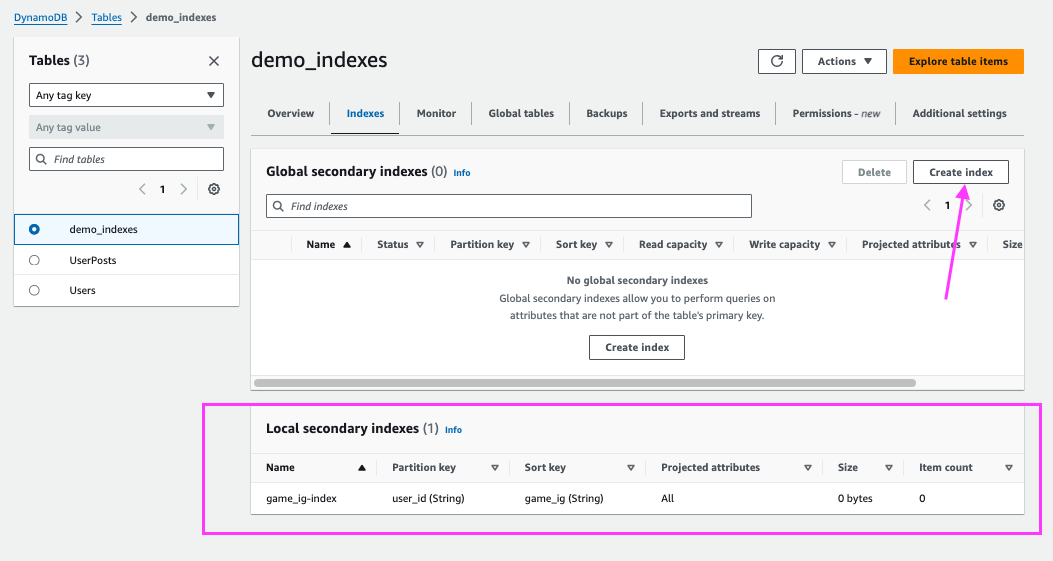 DynamoDB > Tables > demo_indexes
Tables (3)
Any tag key
Any tag value
Find tables
1
demo_indexes
UserPosts
Users
demo_indexes
Actions
Explore table items
Overview
Indexes
Monitor
Global tables
Backups
Exports and streams
Permissions - new
Additional settings
Global secondary indexes (0) Info
Delete
Create index
Find indexes
1
Name Status Partition key Sort key Read capacity Write capacity Projected attributes Size
No global secondary indexes
Global secondary indexes allow you to perform queries on
attributes that are not part of the table's primary key.
Create index
Local secondary indexes (1) Info
Name Partition key Sort key Projected attributes Size Item count
game_ig-index user_id (String) game_ig (String) All 0 bytes 0